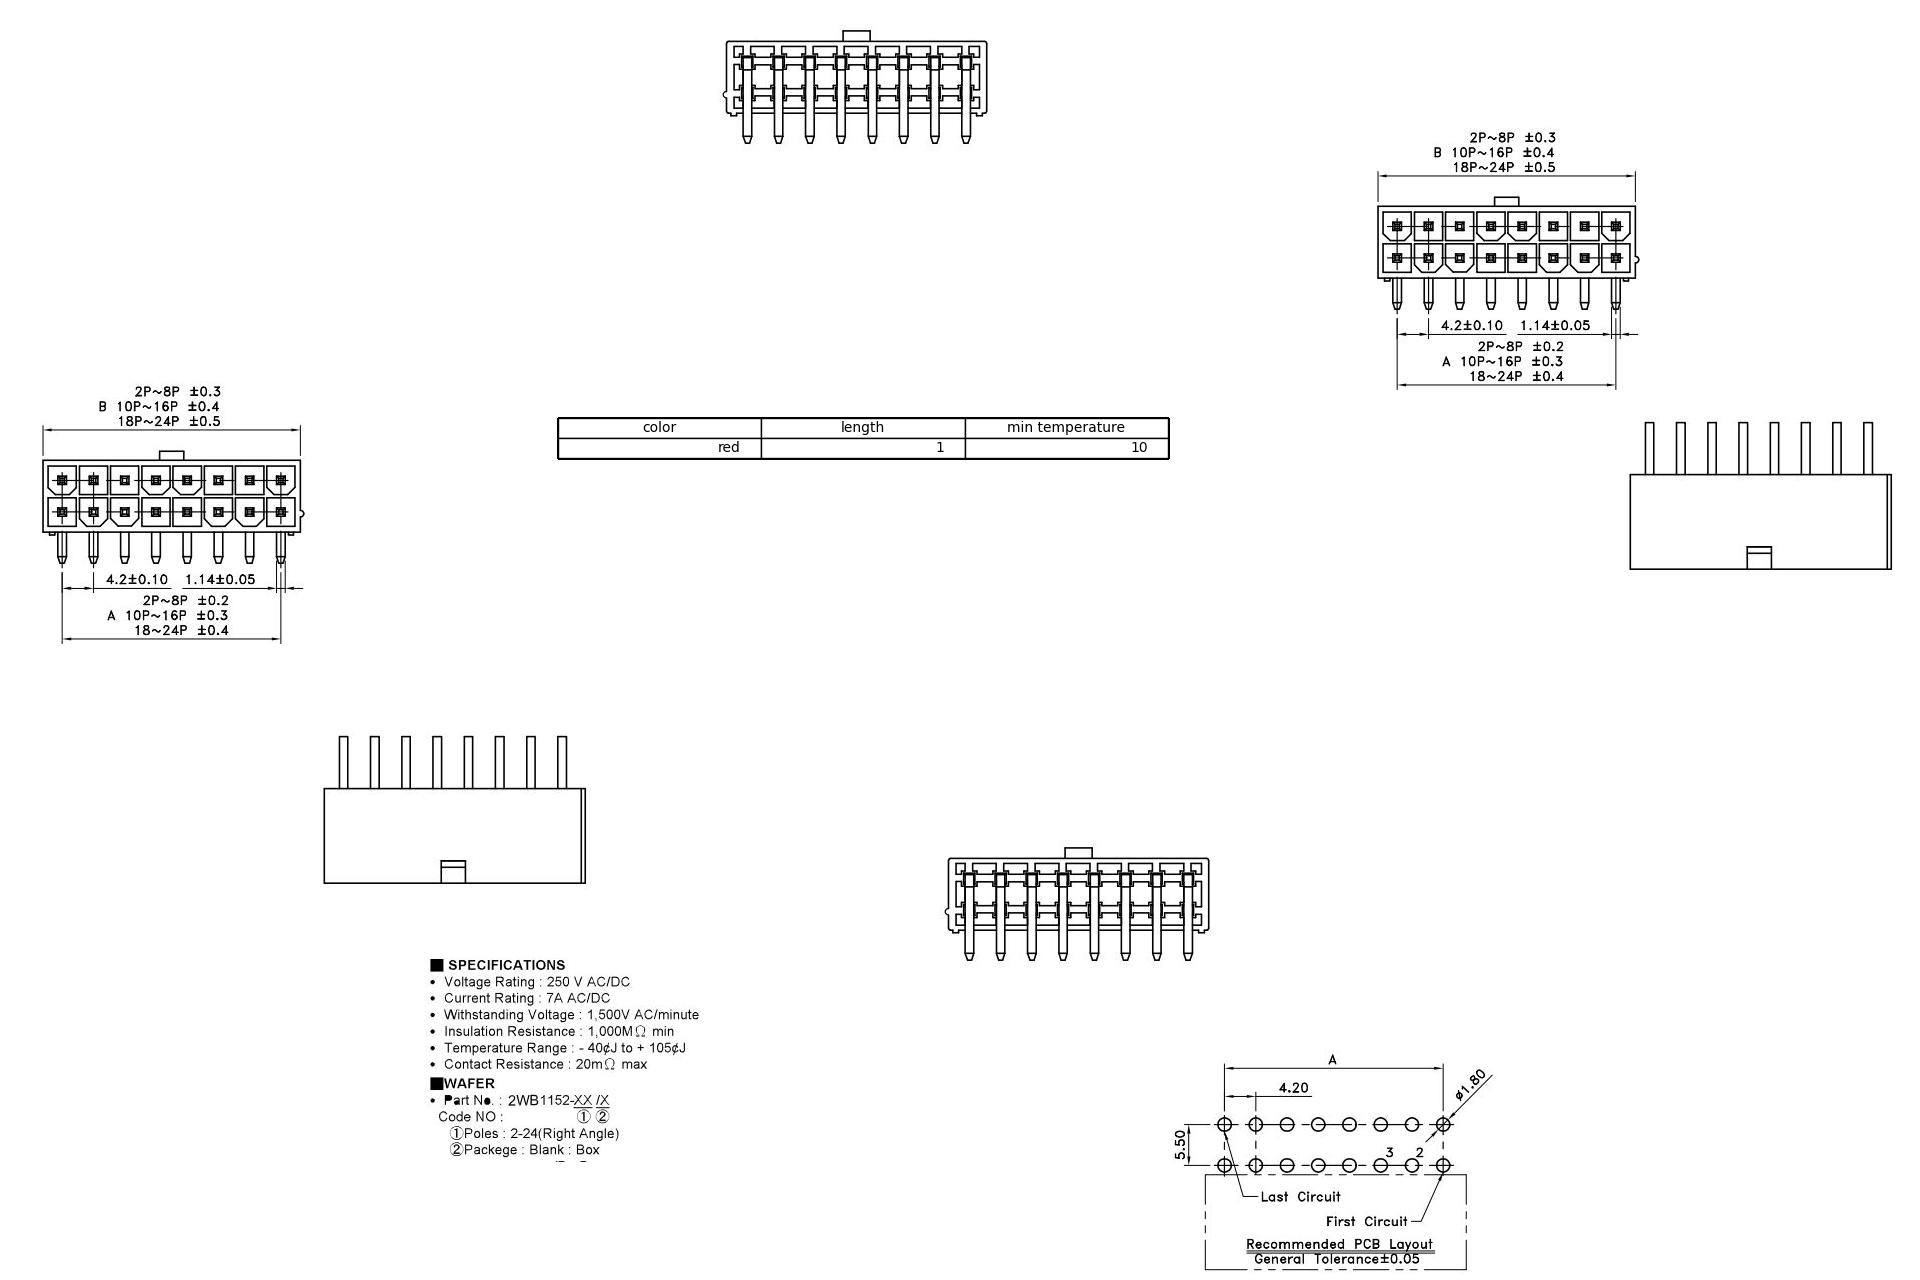 2P~8P ±0.3
B 10P~16P ±0.4
18P~24P ±0.5
4.2±0.10 1.14±0.05
2P~8P ±0.2
A 10P~16P ±0.3
18~24P ±0.4
2P~8P ±0.3
B 10P~16P ±0.4
18P~24P ±0.5
4.2±0.10 1.14±0.05
2P~8P ±0.2
A 10P~16P ±0.3
18~24P ±0.4
color length min temperature
red 1 10
■ SPECIFICATIONS
• Voltage Rating : 250 V AC/DC
• Current Rating : 7A AC/DC
• Withstanding Voltage : 1,500V AC/minute
• Insulation Resistance : 1,000MΩ min
• Temperature Range : - 40¢J to + 105¢J
• Contact Resistance : 20mΩ max
■WAFER
• Part No. : 2WB1152-XX /X
Code NO : ① ②
①Poles : 2-24(Right Angle)
②Packege : Blank : Box
A
4.20
ø1.80
5.50
3 2
Last Circuit
First Circuit
Recommended PCB Layout
General Tolerance±0.05